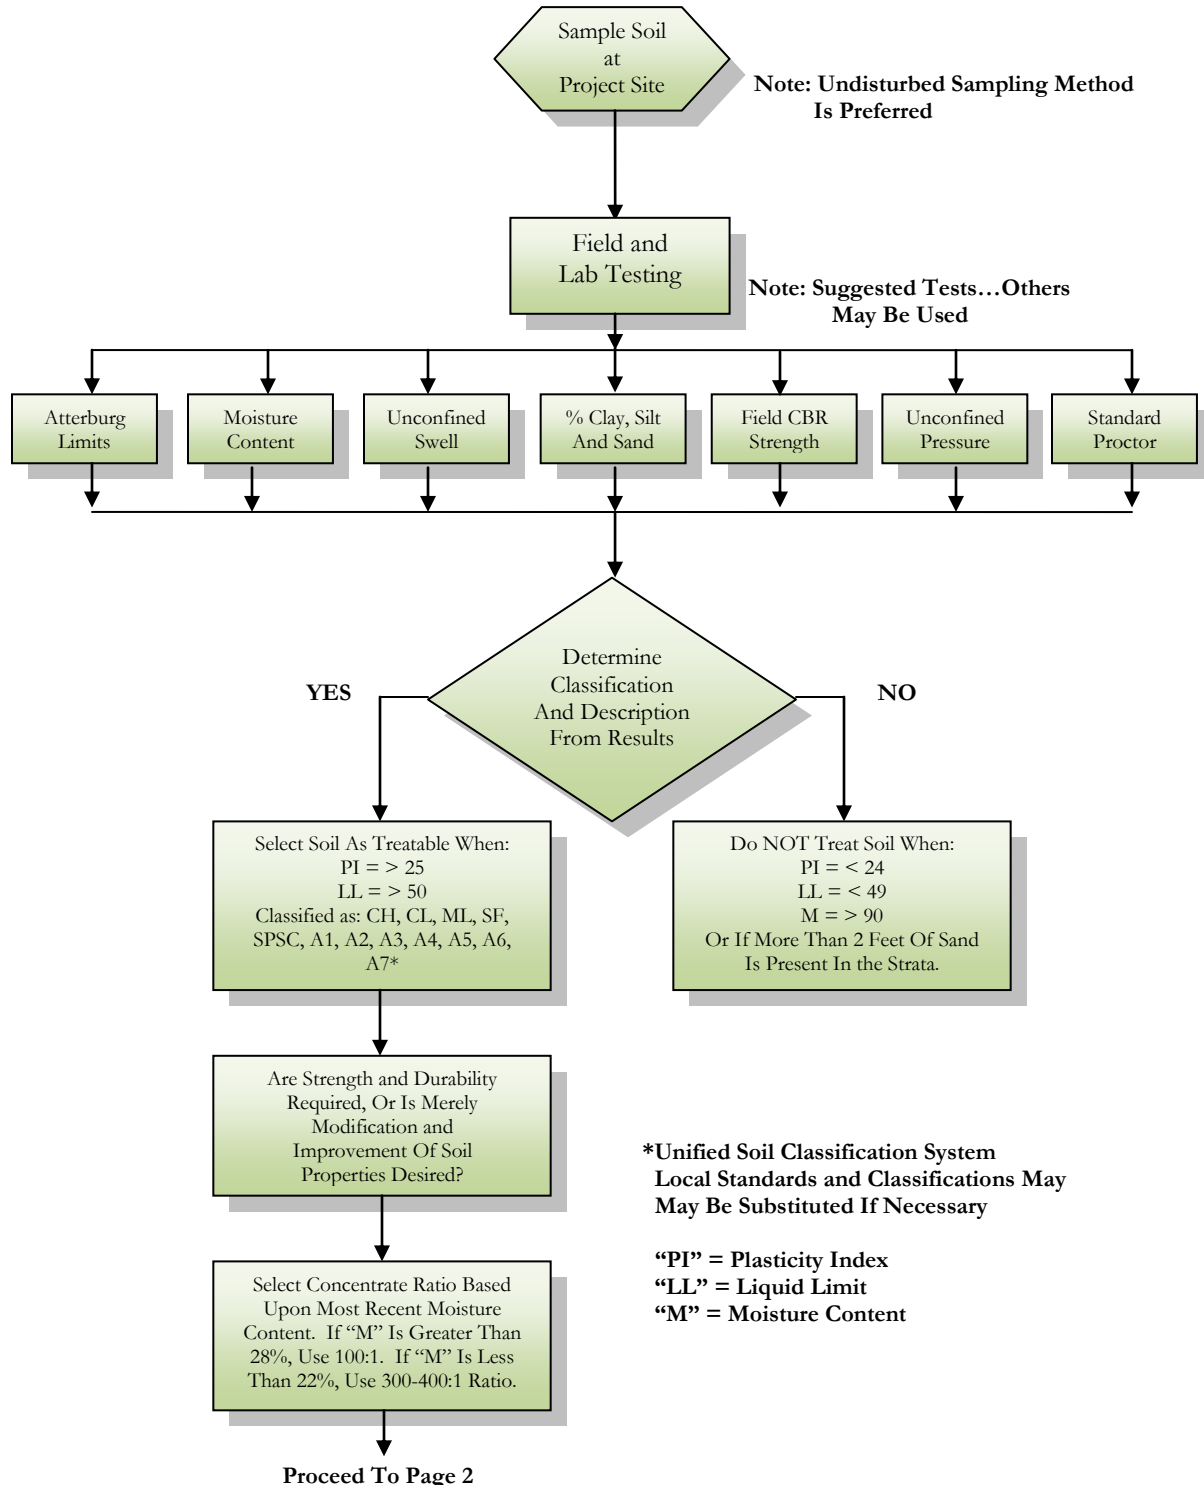 Sample Soil
at
Project Site
Note: Undisturbed Sampling Method
Is Preferred
Field and
Lab Testing
Note: Suggested Tests…Others
May Be Used
Atterburg
Limits
Moisture
Content
Unconfined
Swell
% Clay, Silt
And Sand
Field CBR
Strength
Unconfined
Pressure
Standard
Proctor
Determine
Classification
And Description
From Results
YES
NO
Select Soil As Treatable When:
PI = > 25
LL = > 50
Classified as: CH, CL, ML, SF,
SPSC, A1, A2, A3, A4, A5, A6,
A7*
Do NOT Treat Soil When:
PI = < 24
LL = < 49
M = > 90
Or If More Than 2 Feet Of Sand
Is Present In the Strata.
Are Strength and Durability
Required, Or Is Merely
Modification and
Improvement Of Soil
Properties Desired?
*Unified Soil Classification System
Local Standards and Classifications May
May Be Substituted If Necessary
“PI” = Plasticity Index
“LL” = Liquid Limit
“M” = Moisture Content
Select Concentrate Ratio Based
Upon Most Recent Moisture
Content. If “M” Is Greater Than
28%, Use 100:1. If “M” Is Less
Than 22%, Use 300-400:1 Ratio.
Proceed To Page 2